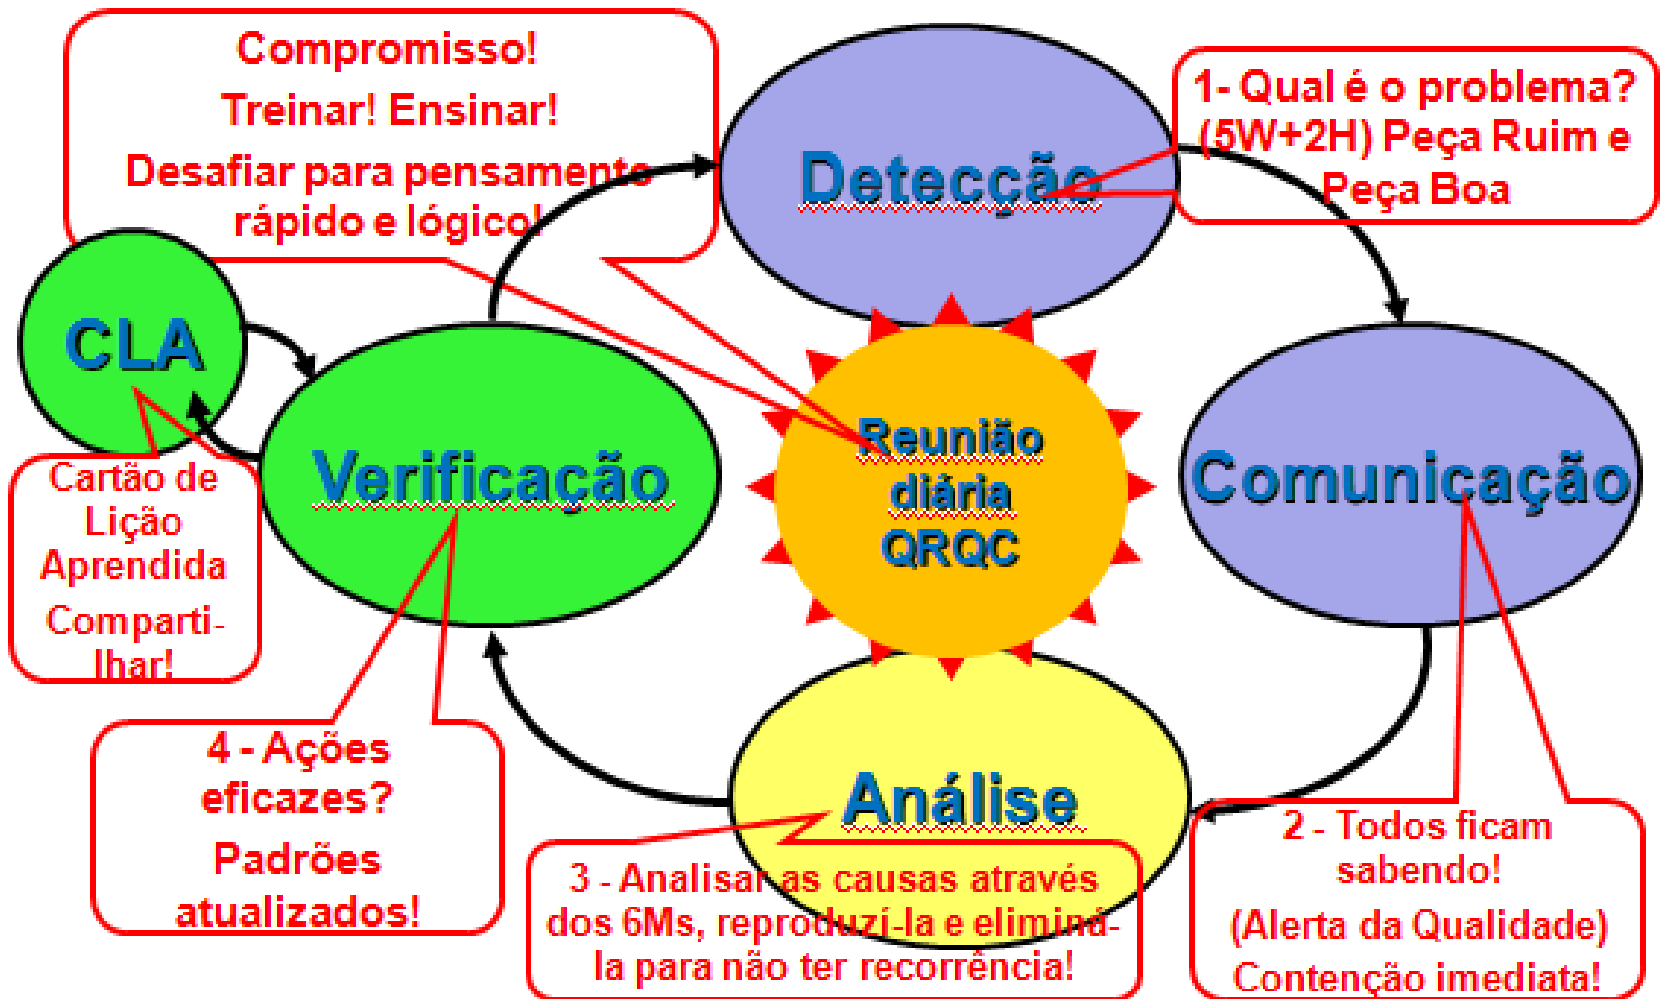 Compromisso!
Treinar! Ensinar!
Desafiar para pensamento
rápido e lógico!
Detecção
1- Qual é o problema?
(5W+2H) Peça Ruim e
Peça Boa
CLA
Cartão de
Lição
Aprendida
Comparti-
lhar!
Verificação
Reunião
diária
QRQC
Comunicação
4 - Ações
eficazes?
Padrões
atualizados!
Análise
3 - Analisar as causas através
dos 6Ms, reproduzí-la e eliminá-
la para não ter recorrência!
2 - Todos ficam
sabendo!
(Alerta da Qualidade)
Contenção imediata!